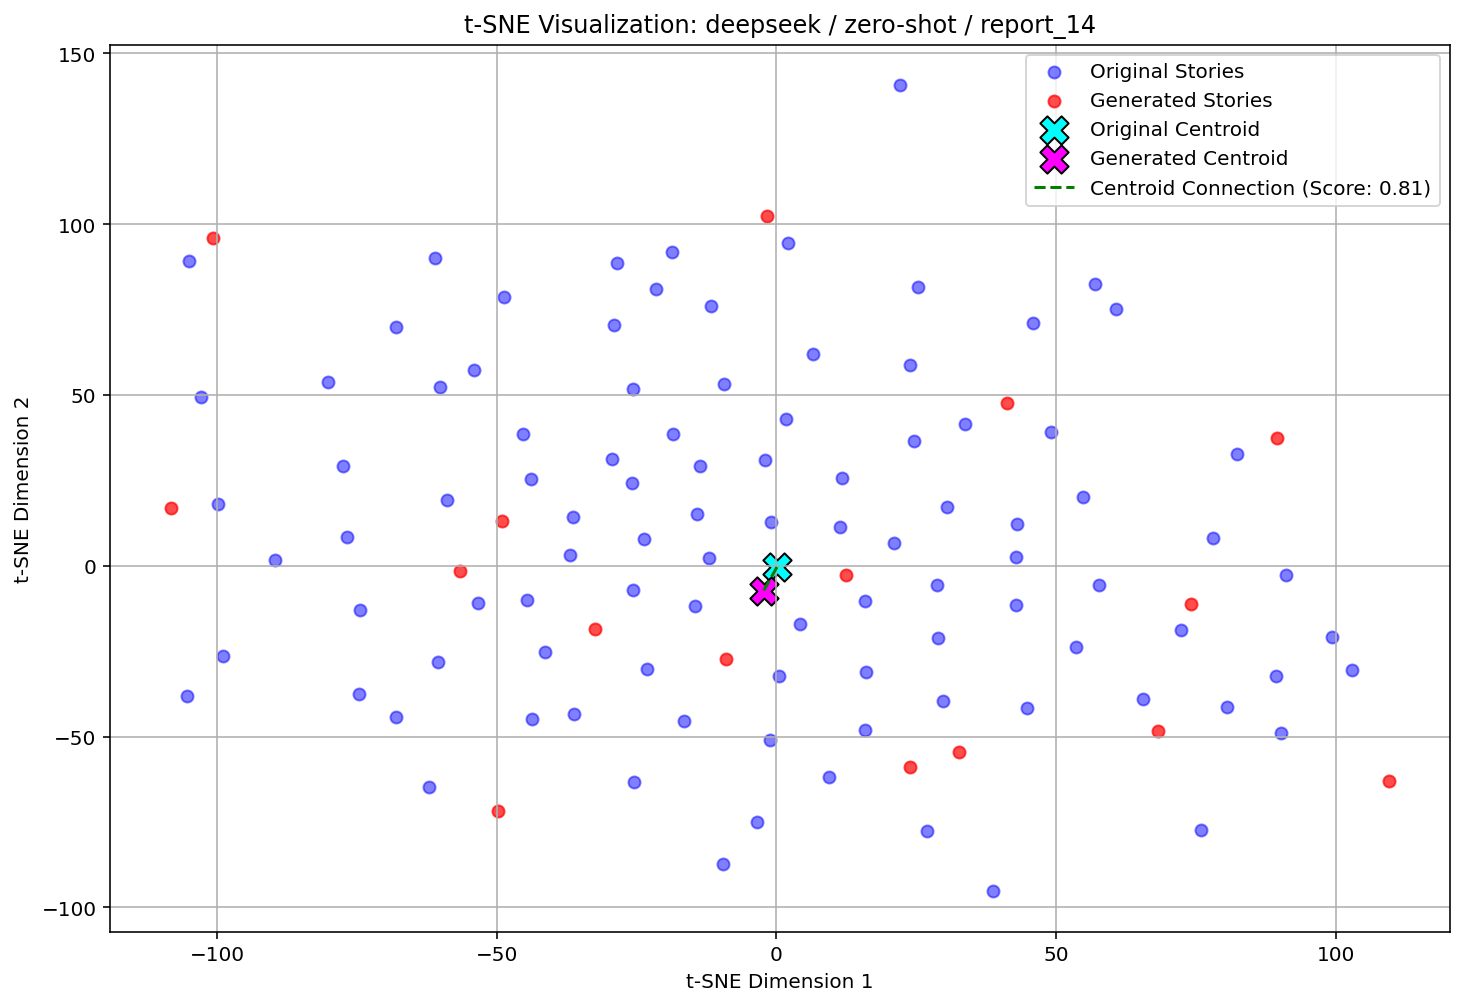 t-SNE Visualization: deepseek / zero-shot / report_14
Original Stories
Generated Stories
Original Centroid
Generated Centroid
Centroid Connection (Score: 0.81)
150
100
50
0
−50
−100
t-SNE Dimension 2
−100
−50
0
50
100
t-SNE Dimension 1